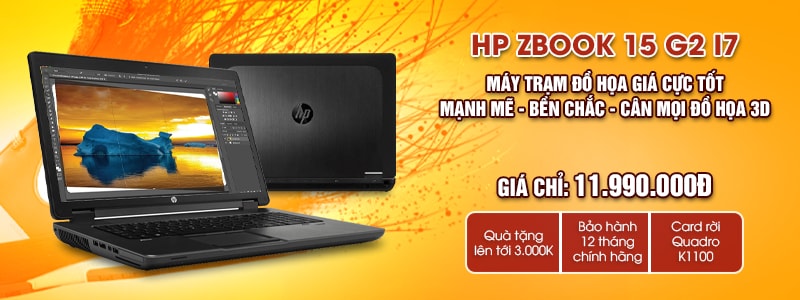 HP ZBOOK 15 G2 I7
MÁY TRẠM ĐỒ HỌA GIÁ CỰC TỐT
MẠNH MẼ - BỀN CHẮC - CÂN MỌI ĐỒ HỌA 3D
GIÁ CHỈ: 11.990.000Đ
Quà tặng
lên tới 3.000K
Bảo hành
12 tháng
chính hãng
Card rời
Quadro
K1100
hp